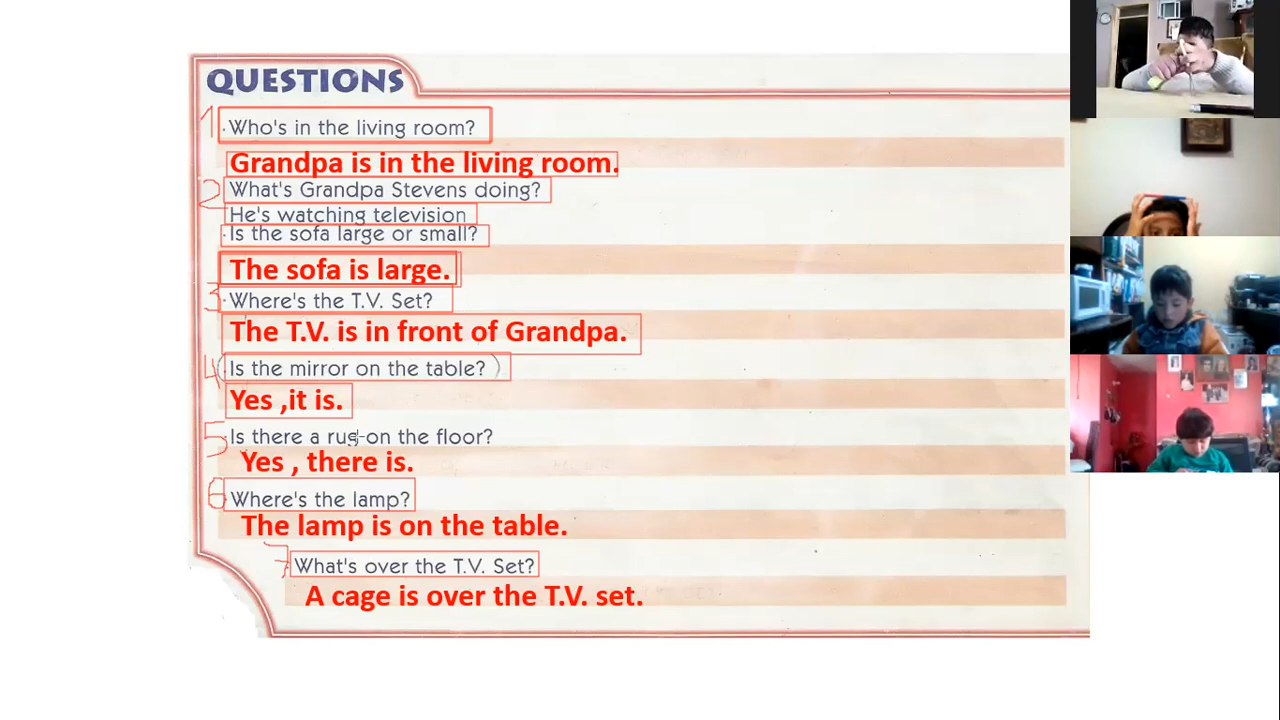 QUESTIONS
1 Who's in the living room?
Grandpa is in the living room.
2 What's Grandpa Stevens doing?
He's watching television
Is the sofa large or small?
The sofa is large.
3 Where's the T.V. Set?
The T.V. is in front of Grandpa.
4 (Is the mirror on the table?)
Yes ,it is.
5 Is there a rug on the floor?
Yes , there is.
6 Where's the lamp?
The lamp is on the table.
7 What's over the T.V. Set?
A cage is over the T.V. set.